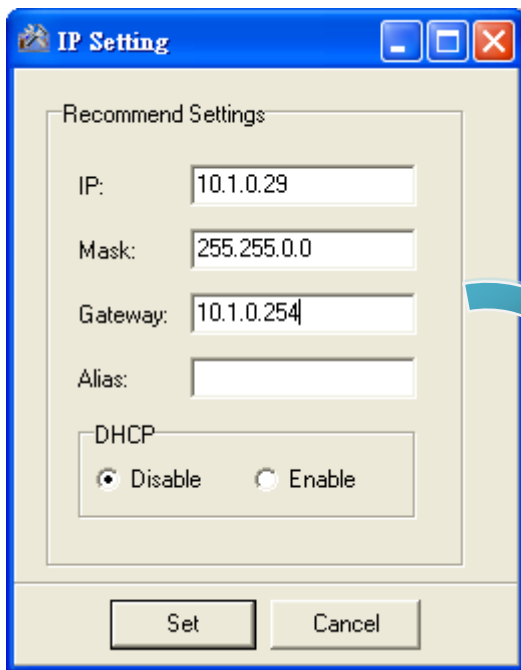 IP Setting
Recommend Settings
IP: 10.1.0.29
Mask: 255.255.0.0
Gateway: 10.1.0.254
Alias:
DHCP
Disable Enable
Set Cancel